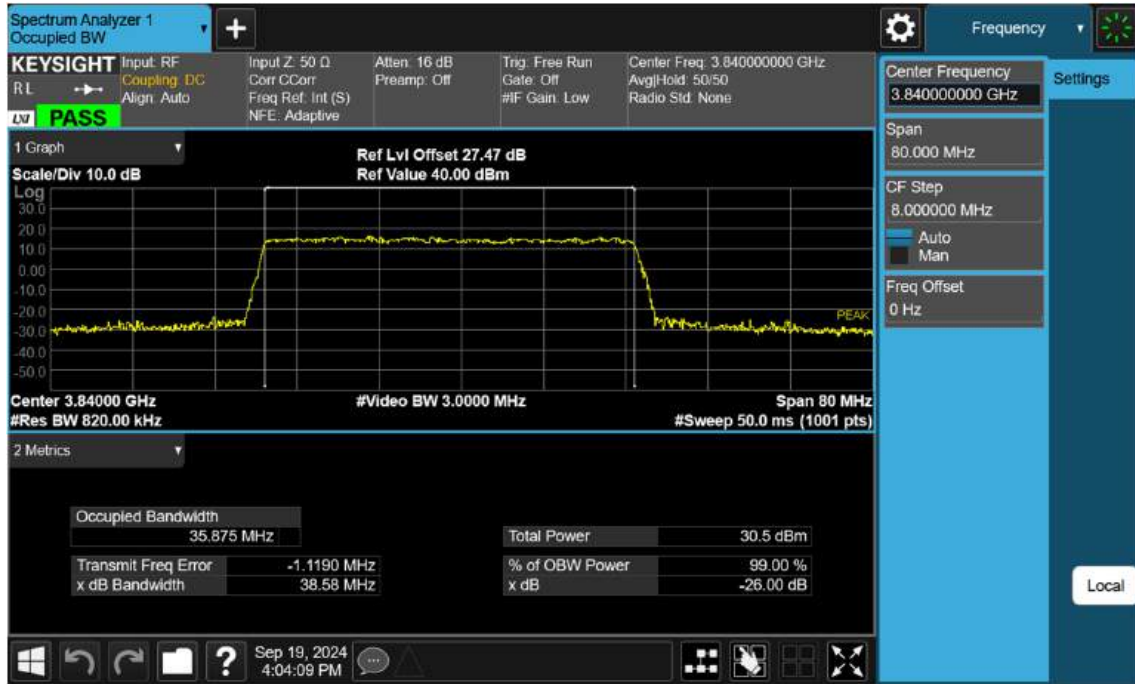 Spectrum Analyzer 1
Occupied BW
+
Frequency
KEYSIGHT
RL
LXI
PASS
Input: RF
Coupling: DC
Align: Auto
Input Z: 50 Ω
Corr CCorr
Freq Ref: Int (S)
NFE: Adaptive
Atten: 16 dB
Preamp: Off
Trig: Free Run
Gate: Off
#IF Gain: Low
Center Freq: 3.840000000 GHz
Avg|Hold: 50/50
Radio Std: None
Center Frequency
3.840000000 GHz
Settings
Span
80.000 MHz
CF Step
8.000000 MHz
Auto
Man
Freq Offset
0 Hz
Local
1 Graph
Scale/Div 10.0 dB
Ref Lvl Offset 27.47 dB
Ref Value 40.00 dBm
Log
30.0
20.0
10.0
0.00
-10.0
-20.0
-30.0
-40.0
-50.0
PEAK
Center 3.84000 GHz
#Video BW 3.0000 MHz
Span 80 MHz
#Res BW 820.00 kHz
#Sweep 50.0 ms (1001 pts)
2 Metrics
Occupied Bandwidth
35.875 MHz
Total Power 30.5 dBm
Transmit Freq Error -1.1190 MHz
% of OBW Power 99.00 %
x dB Bandwidth 38.58 MHz
x dB -26.00 dB
?
Sep 19, 2024
4:04:09 PM